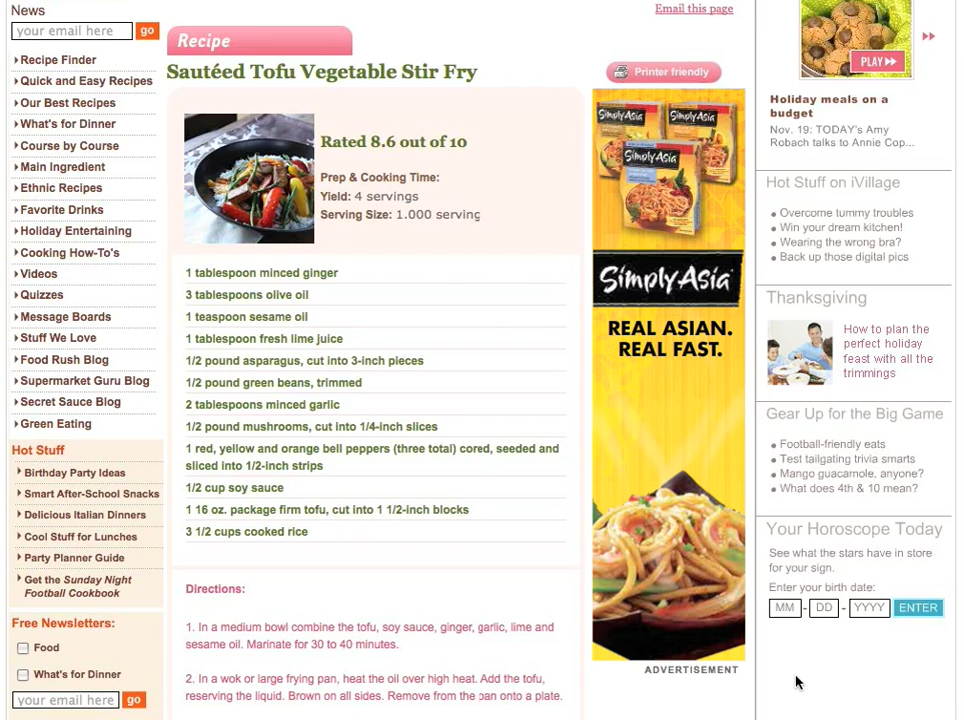 News
your email here go
Recipe Finder
Quick and Easy Recipes
Our Best Recipes
What's for Dinner
Course by Course
Main Ingredient
Ethnic Recipes
Favorite Drinks
Holiday Entertaining
Cooking How-To's
Videos
Quizzes
Message Boards
Stuff We Love
Food Rush Blog
Supermarket Guru Blog
Secret Sauce Blog
Green Eating
Hot Stuff
Birthday Party Ideas
Smart After-School Snacks
Delicious Italian Dinners
Cool Stuff for Lunches
Party Planner Guide
Get the Sunday Night
Football Cookbook
Free Newsletters:
Food
What's for Dinner
your email here go
Email this page
Recipe
Sautéed Tofu Vegetable Stir Fry
Printer friendly
Rated 8.6 out of 10
Prep & Cooking Time:
Yield: 4 servings
Serving Size: 1.000 serving
1 tablespoon minced ginger
3 tablespoons olive oil
1 teaspoon sesame oil
1 tablespoon fresh lime juice
1/2 pound asparagus, cut into 3-inch pieces
1/2 pound green beans, trimmed
2 tablespoons minced garlic
1/2 pound mushrooms, cut into 1/4-inch slices
1 red, yellow and orange bell peppers (three total) cored, seeded and
sliced into 1/2-inch strips
1/2 cup soy sauce
1 16 oz. package firm tofu, cut into 1 1/2-inch blocks
3 1/2 cups cooked rice
Directions:
1. In a medium bowl combine the tofu, soy sauce, ginger, garlic, lime and
sesame oil. Marinate for 30 to 40 minutes.
2. In a wok or large frying pan, heat the oil over high heat. Add the tofu,
reserving the liquid. Brown on all sides. Remove from the pan onto a plate.
Simply Asia
Simply Asia
Simply Asia
Simply Asia
REAL ASIAN.
REAL FAST.
ADVERTISEMENT
PLAY
Holiday meals on a
budget
Nov. 19: TODAY's Amy
Robach talks to Annie Cop...
Hot Stuff on iVillage
Overcome tummy troubles
Win your dream kitchen!
Wearing the wrong bra?
Back up those digital pics
Thanksgiving
How to plan the
perfect holiday
feast with all the
trimmings
Gear Up for the Big Game
Football-friendly eats
Test tailgating trivia smarts
Mango guacamole, anyone?
What does 4th & 10 mean?
Your Horoscope Today
See what the stars have in store
for your sign.
Enter your birth date:
MM - DD - YYYY ENTER